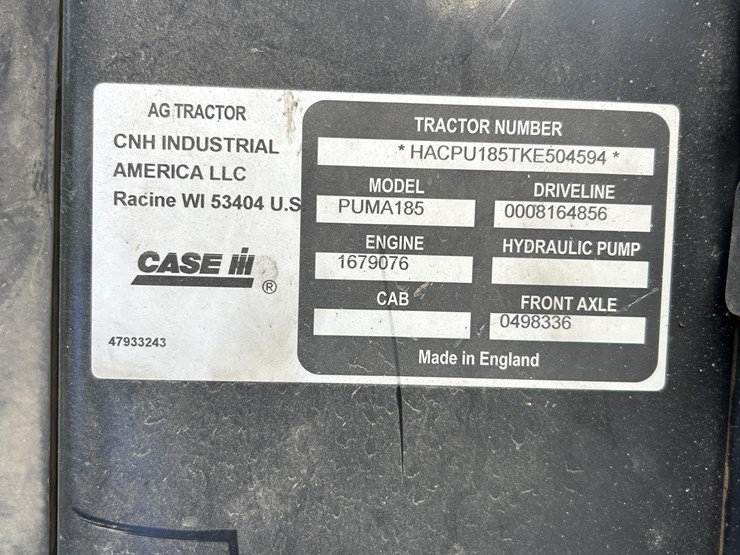 AG TRACTOR
CNH INDUSTRIAL
AMERICA LLC
Racine WI 53404 U.S
CASE IH
®
47933243
TRACTOR NUMBER
* HACPU185TKE504594 *
MODEL
PUMA185
DRIVELINE
0008164856
ENGINE
1679076
HYDRAULIC PUMP
CAB
FRONT AXLE
0498336
Made in England